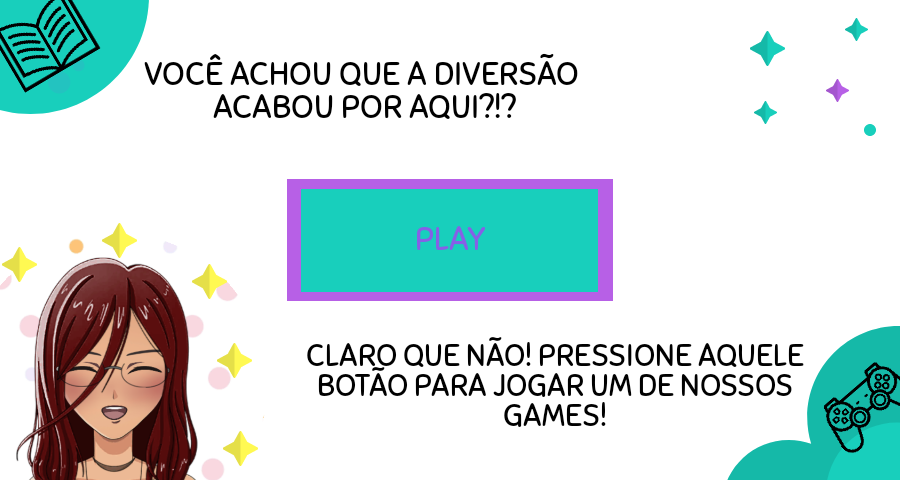 VOCÊ ACHOU QUE A DIVERSÃO
ACABOU POR AQUI?!?
PLAY
CLARO QUE NÃO! PRESSIONE AQUELE
BOTÃO PARA JOGAR UM DE NOSSOS
GAMES!